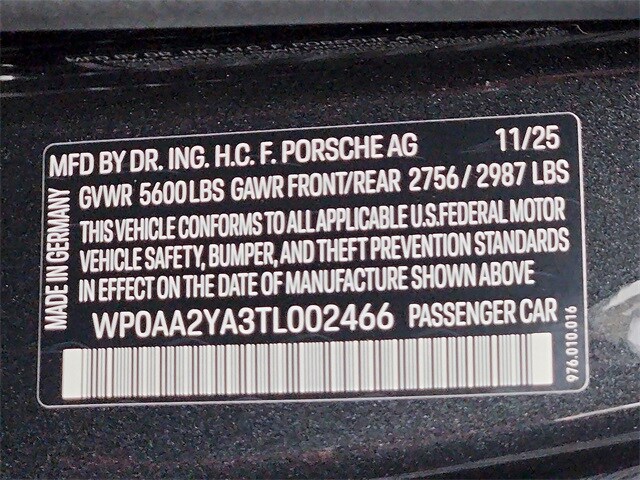 MFD BY DR. ING. H.C. F. PORSCHE AG 11/25
GVWR 5600 LBS GAWR FRONT/REAR 2756 / 2987 LBS
THIS VEHICLE CONFORMS TO ALL APPLICABLE U.S.FEDERAL MOTOR
VEHICLE SAFETY, BUMPER, AND THEFT PREVENTION STANDARDS
IN EFFECT ON THE DATE OF MANUFACTURE SHOWN ABOVE
WP0AA2YA3TL002466 PASSENGER CAR
MADE IN GERMANY
976.010.016